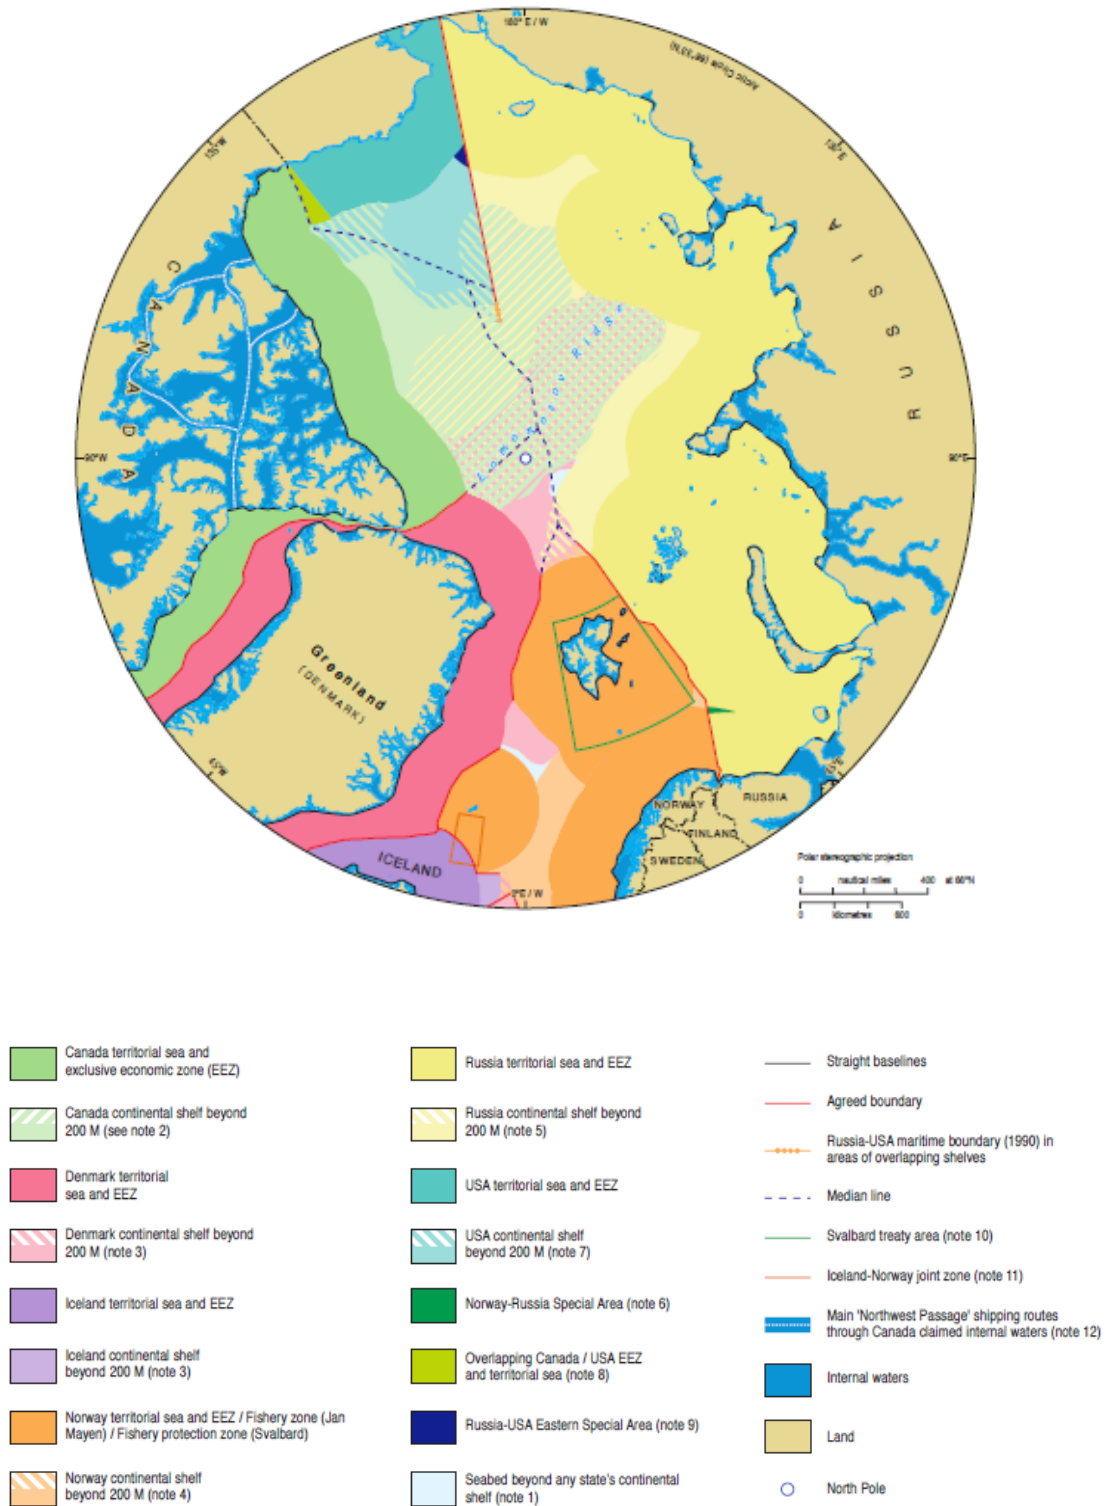 180° E / W
Arctic Circle (66°33'N)
135°W
135°E
CANADA
RUSSIA
Lomonosov Ridge
90°W
90°E
Greenland
(DENMARK)
45°W
45°E
NORWAY
RUSSIA
FINLAND
SWEDEN
ICELAND
0°E / W
Polar stereographic projection
0 nautical miles 400 at 66°N
0 kilometres 600
Canada territorial sea and
exclusive economic zone (EEZ)
Canada continental shelf beyond
200 M (see note 2)
Denmark territorial
sea and EEZ
Denmark continental shelf beyond
200 M (note 3)
Iceland territorial sea and EEZ
Iceland continental shelf
beyond 200 M (note 3)
Norway territorial sea and EEZ / Fishery zone (Jan
Mayen) / Fishery protection zone (Svalbard)
Norway continental shelf
beyond 200 M (note 4)
Russia territorial sea and EEZ
Russia continental shelf beyond
200 M (note 5)
USA territorial sea and EEZ
USA continental shelf
beyond 200 M (note 7)
Norway-Russia Special Area (note 6)
Overlapping Canada / USA EEZ
and territorial sea (note 8)
Russia-USA Eastern Special Area (note 9)
Seabed beyond any state's continental
shelf (note 1)
Straight baselines
Agreed boundary
Russia-USA maritime boundary (1990) in
areas of overlapping shelves
Median line
Svalbard treaty area (note 10)
Iceland-Norway joint zone (note 11)
Main 'Northwest Passage' shipping routes
through Canada claimed internal waters (note 12)
Internal waters
Land
North Pole